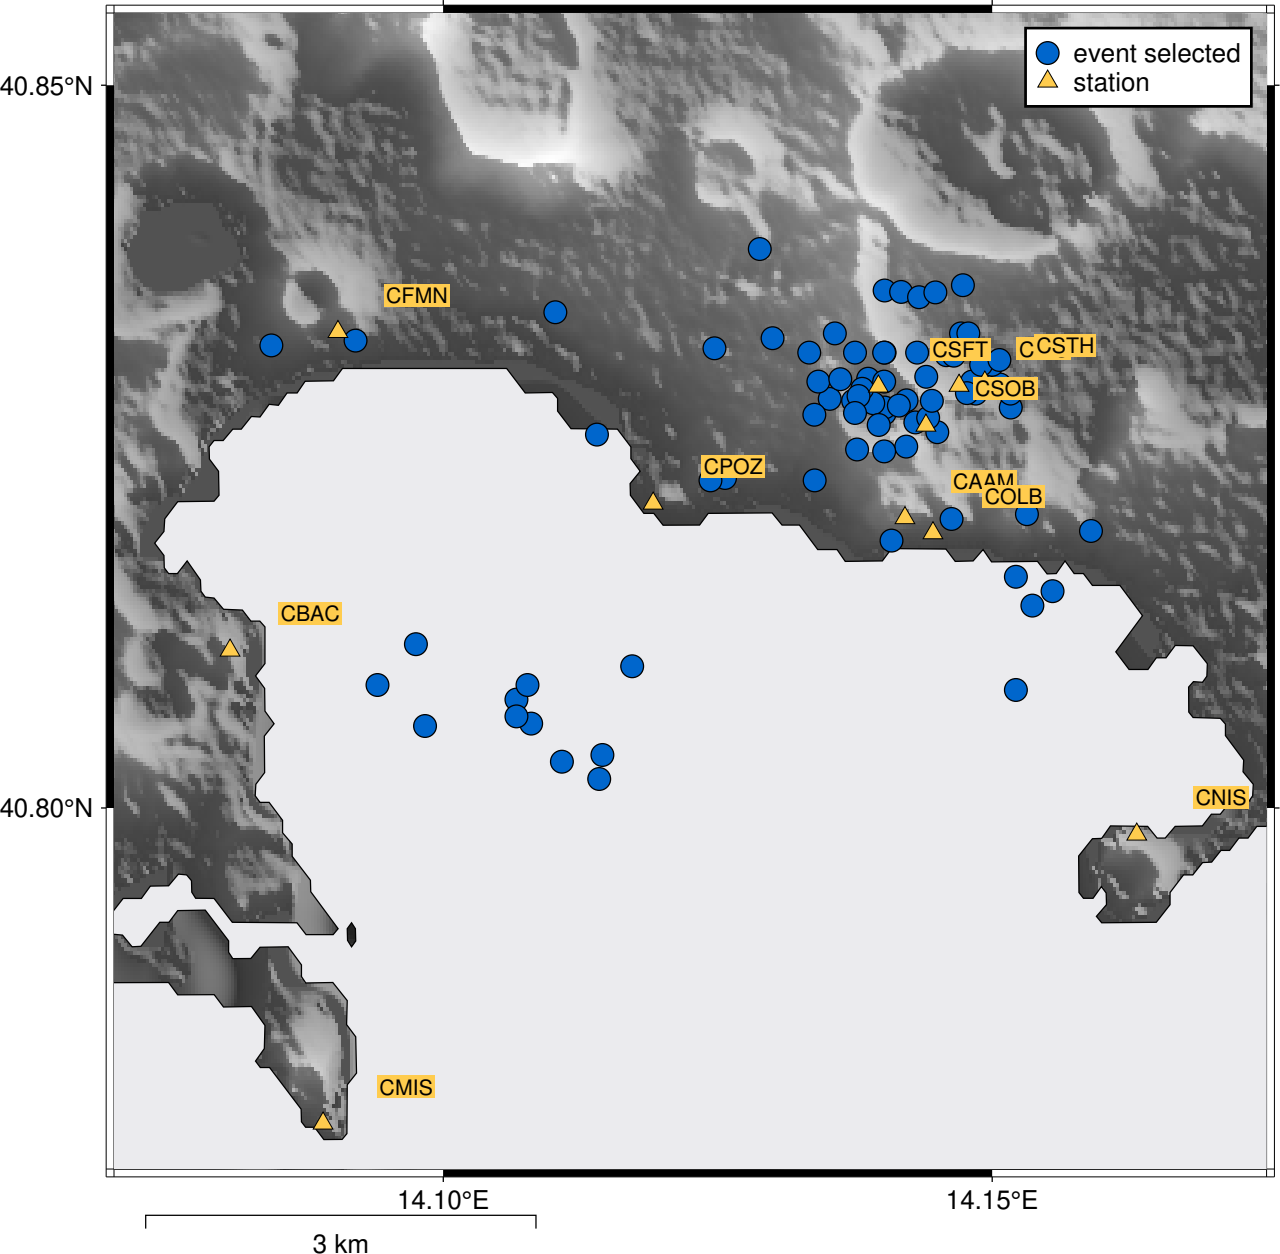 event selected
station
40.85°N
CFMN
CSFT
CSTH
CSOB
CPOZ
CAAM
COLB
CBAC
40.80°N
CNIS
CMIS
14.10°E
14.15°E
3 km